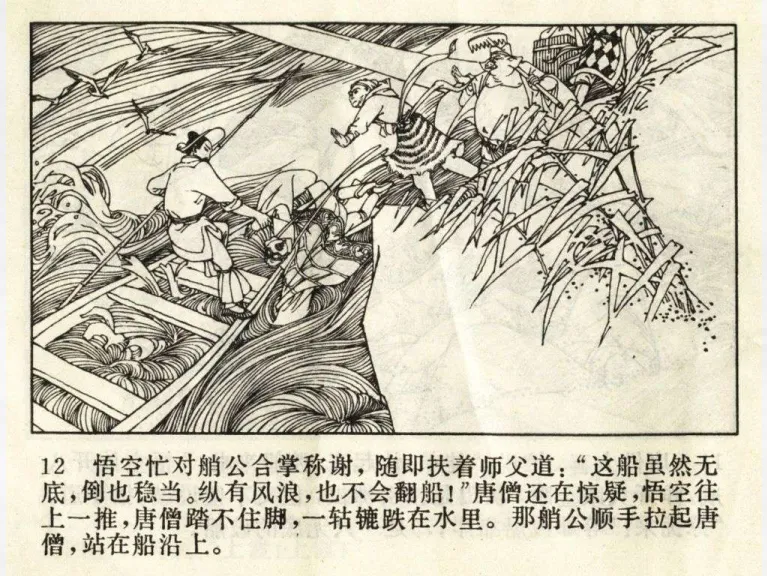 12 悟空忙对艄公合掌称谢，随即扶着师父道：“这船虽然无
底，倒也稳当。纵有风浪，也不会翻船！”唐僧还在惊疑，悟空往
上一推，唐僧踏不住脚，一轱辘跌在水里。那艄公顺手拉起唐
僧，站在船沿上。